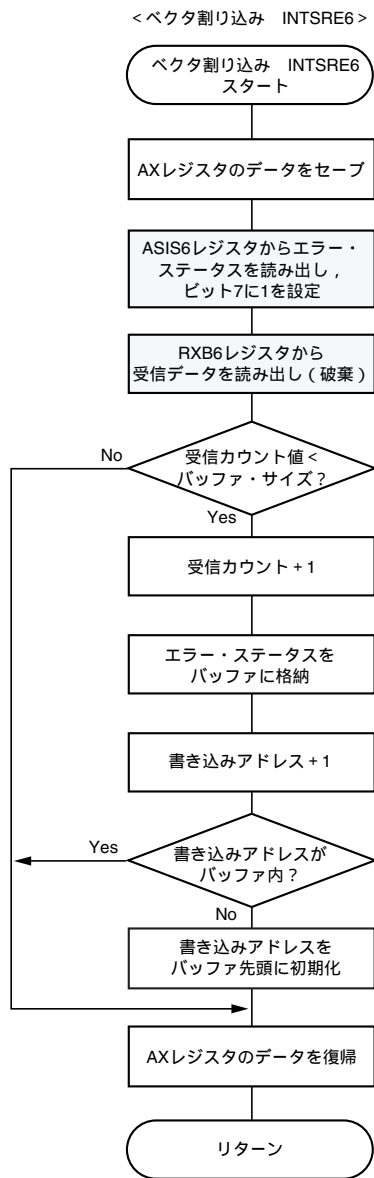 ＜ベクタ割り込み　INTSRE6＞
ベクタ割り込み　INTSRE6
スタート
AXレジスタのデータをセーブ
ASIS6レジスタからエラー・
ステータスを読み出し，
ビット7に1を設定
RXB6レジスタから
受信データを読み出し（破棄）
受信カウント値＜
バッファ・サイズ？
No
Yes
受信カウント+1
エラー・ステータスを
バッファに格納
書き込みアドレス+1
書き込みアドレスが
バッファ内？
Yes
No
書き込みアドレスを
バッファ先頭に初期化
AXレジスタのデータを復帰
リターン